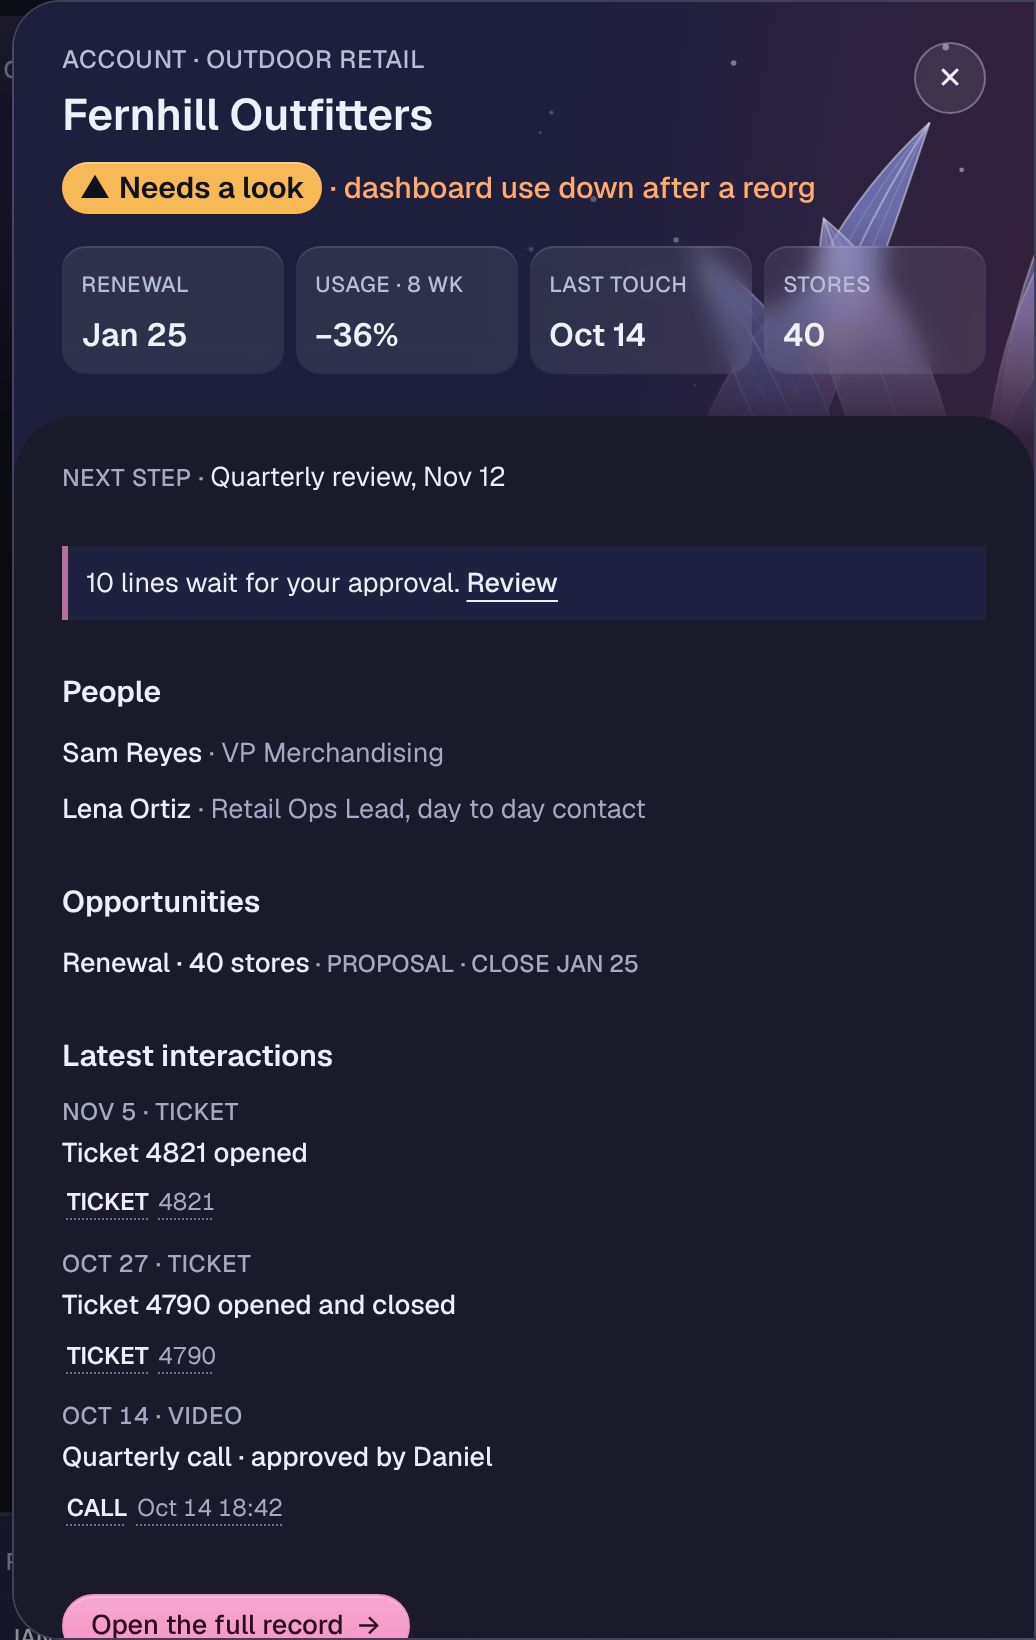 ACCOUNT · OUTDOOR RETAIL
Fernhill Outfitters
▲ Needs a look · dashboard use down after a reorg
RENEWAL
Jan 25
USAGE · 8 WK
−36%
LAST TOUCH
Oct 14
STORES
40
NEXT STEP · Quarterly review, Nov 12
10 lines wait for your approval. Review
People
Sam Reyes · VP Merchandising
Lena Ortiz · Retail Ops Lead, day to day contact
Opportunities
Renewal · 40 stores · PROPOSAL · CLOSE JAN 25
Latest interactions
NOV 5 · TICKET
Ticket 4821 opened
TICKET 4821
OCT 27 · TICKET
Ticket 4790 opened and closed
TICKET 4790
OCT 14 · VIDEO
Quarterly call · approved by Daniel
CALL Oct 14 18:42
Open the full record →